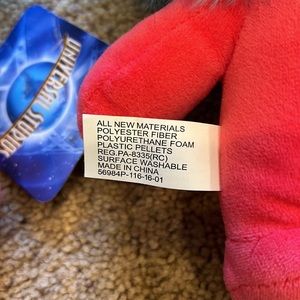 UNIVERSAL STUDIO
ALL NEW MATERIALS
POLYESTER FIBER
POLYURETHANE FOAM
PLASTIC PELLETS
REG.PA-8335(RC)
SURFACE WASHABLE
MADE IN CHINA
56984P-116-16-01